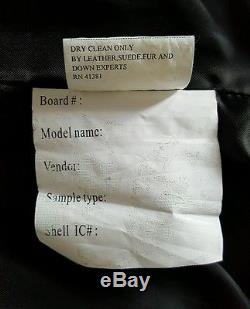 DRY CLEAN ONLY
BY LEATHER,SUEDE,FUR AND
DOWN EXPERTS
RN 41381
Board #:
Model name:
Vendor:
Sample type:
Shell IC#: